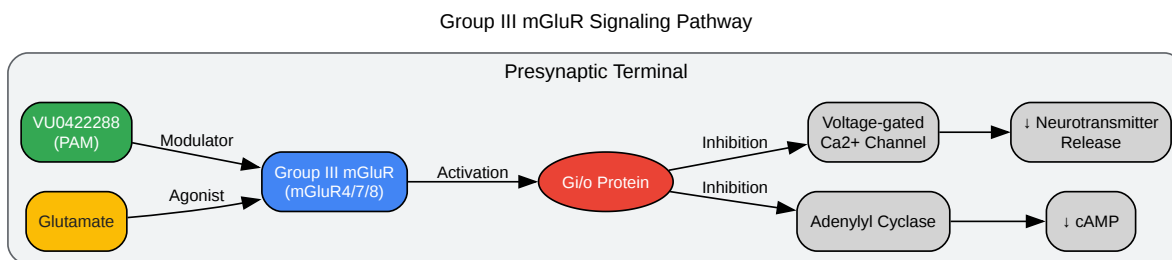 Group III mGluR Signaling Pathway
Presynaptic Terminal
VU0422288
(PAM)
Modulator
Glutamate
Agonist
Group III mGluR
(mGluR4/7/8)
Activation
Gi/o Protein
Inhibition
Voltage-gated
Ca2+ Channel
↓ Neurotransmitter
Release
Inhibition
Adenylyl Cyclase
↓ cAMP